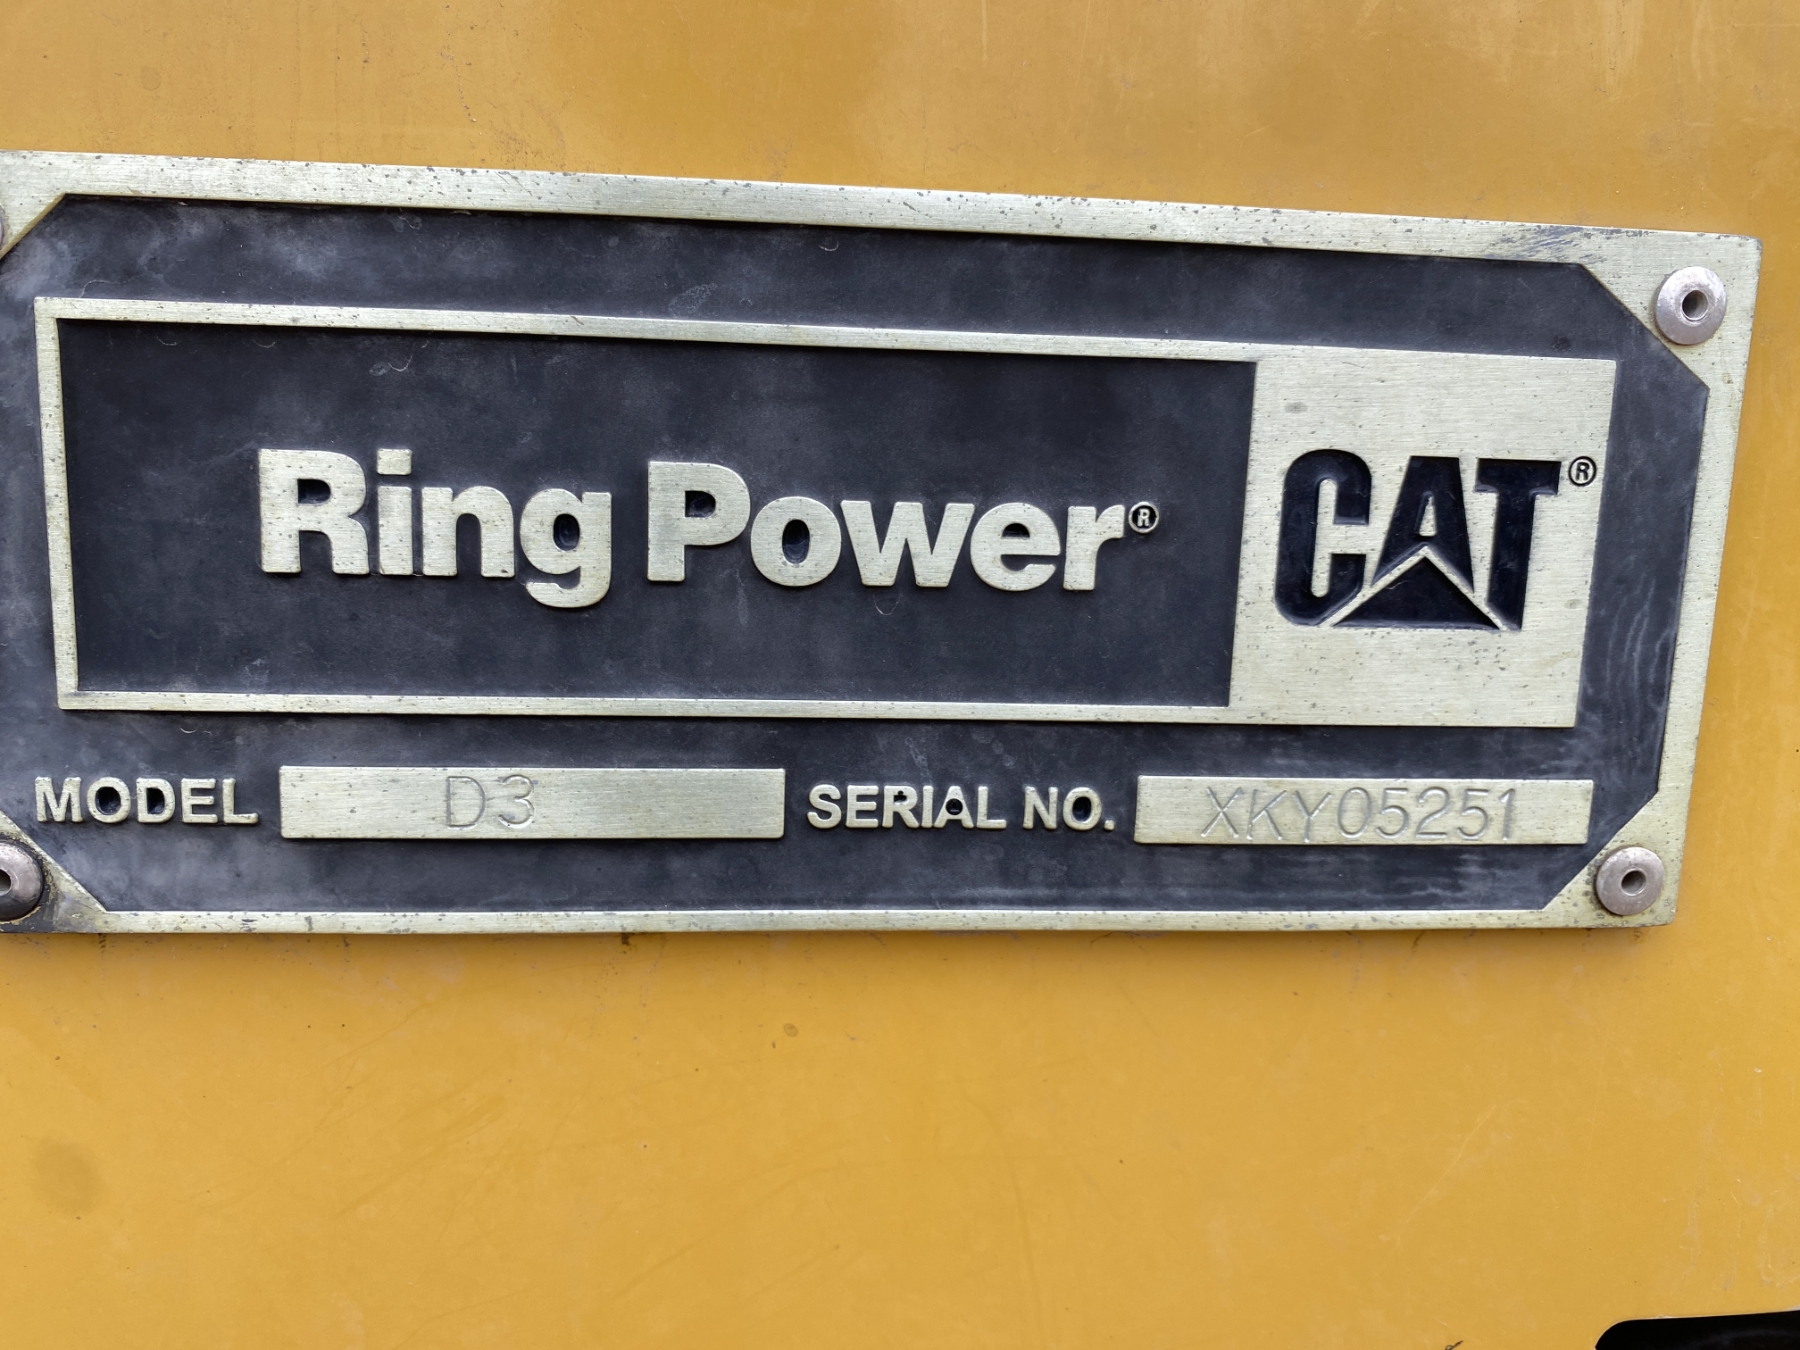 Ring Power® CAT®
MODEL D3 SERIAL NO. XKY05251